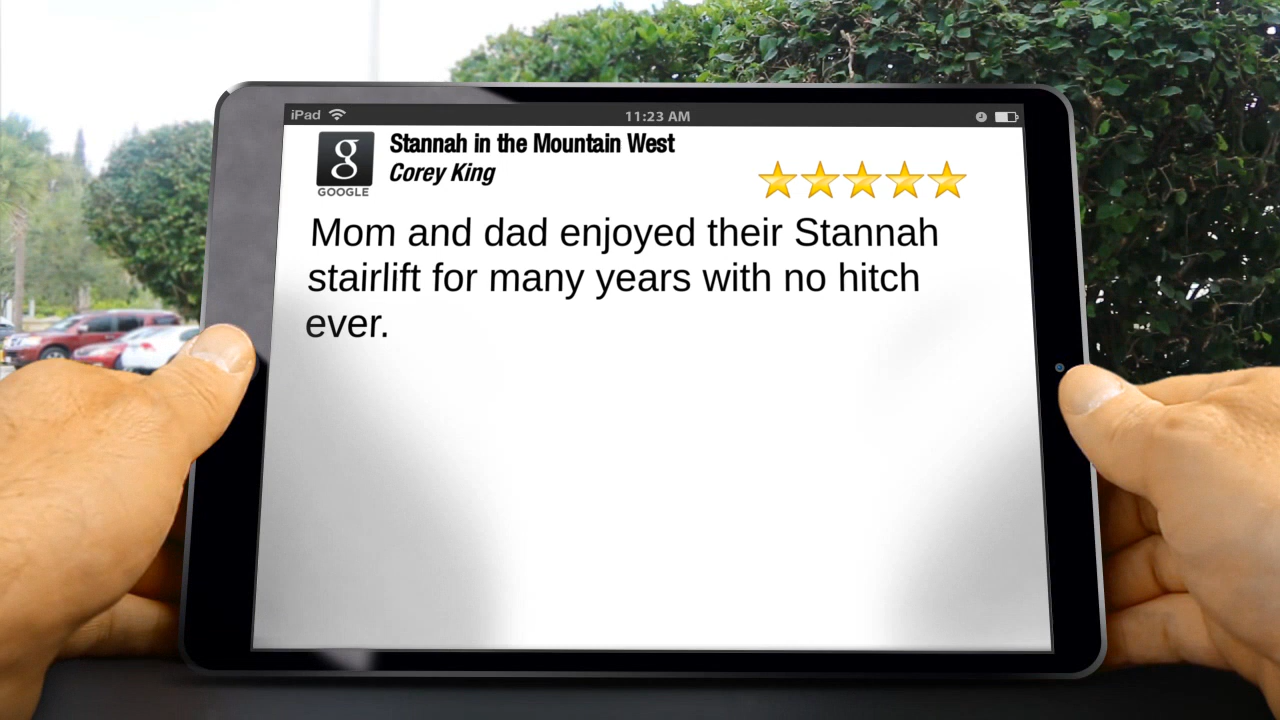 iPad
11:23 AM
g
GOOGLE
Stannah in the Mountain West
Corey King
Mom and dad enjoyed their Stannah
stairlift for many years with no hitch
ever.